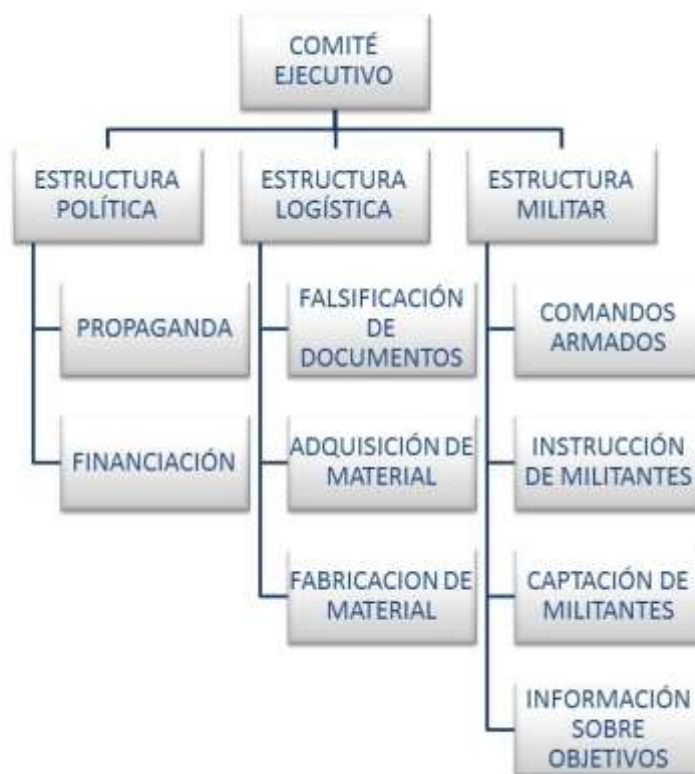 COMITÉ
EJECUTIVO
ESTRUCTURA
POLÍTICA
ESTRUCTURA
LOGÍSTICA
ESTRUCTURA
MILITAR
PROPAGANDA
FINANCIACIÓN
FALSIFICACIÓN
DE
DOCUMENTOS
ADQUISICIÓN DE
MATERIAL
FABRICACION DE
MATERIAL
COMANDOS
ARMADOS
INSTRUCCIÓN
DE MILITANTES
CAPTACIÓN DE
MILITANTES
INFORMACIÓN
SOBRE
OBJETIVOS